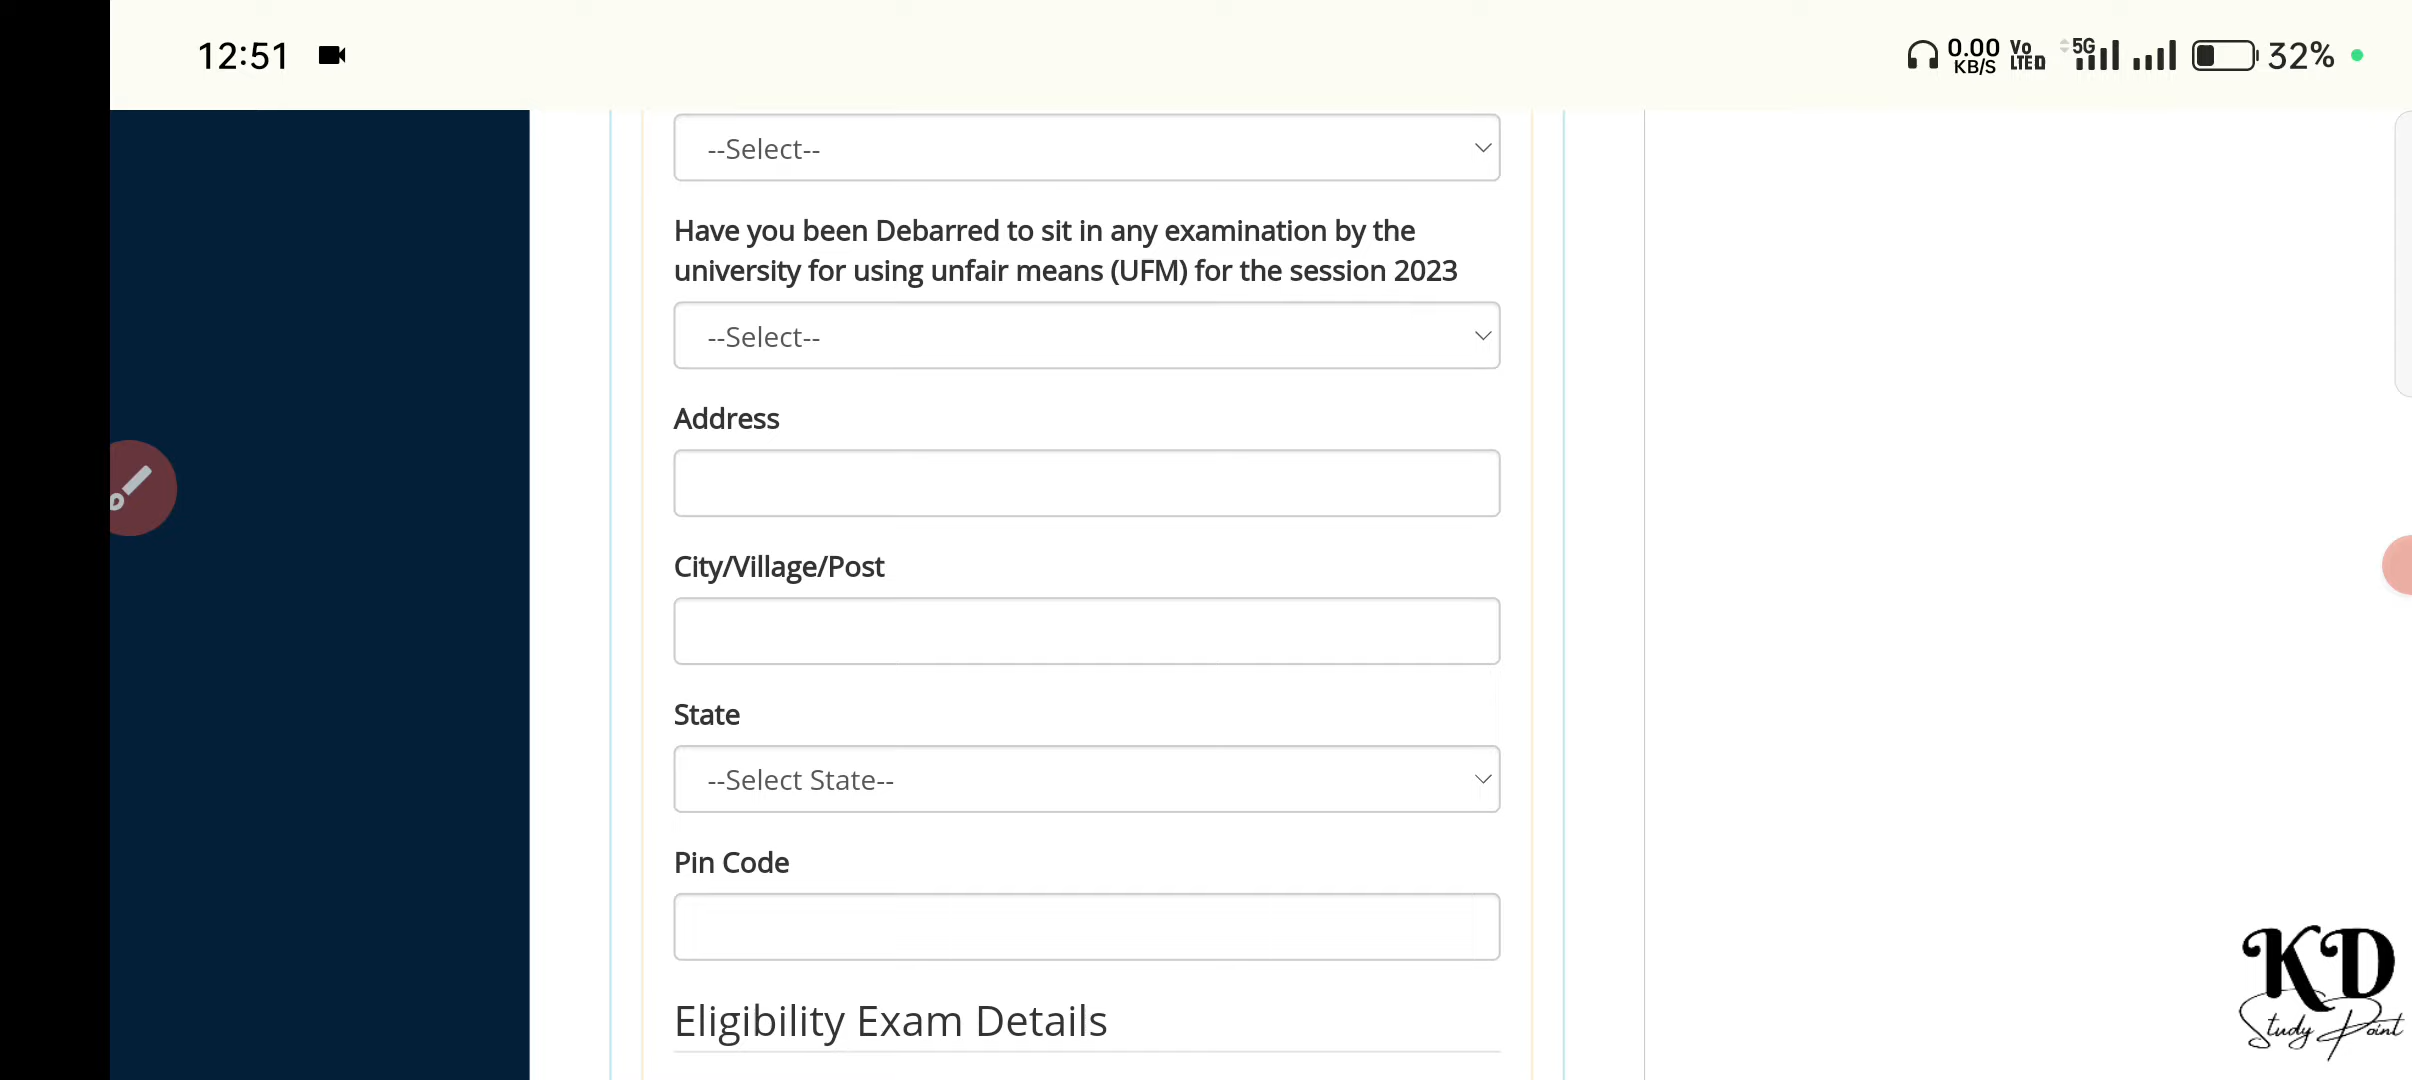 12:51
0.00 KB/S Vo LTE D 5G 32%
--Select--
Have you been Debarred to sit in any examination by the
university for using unfair means (UFM) for the session 2023
--Select--
Address
City/Village/Post
State
--Select State--
Pin Code
Eligibility Exam Details
KD
Study Point